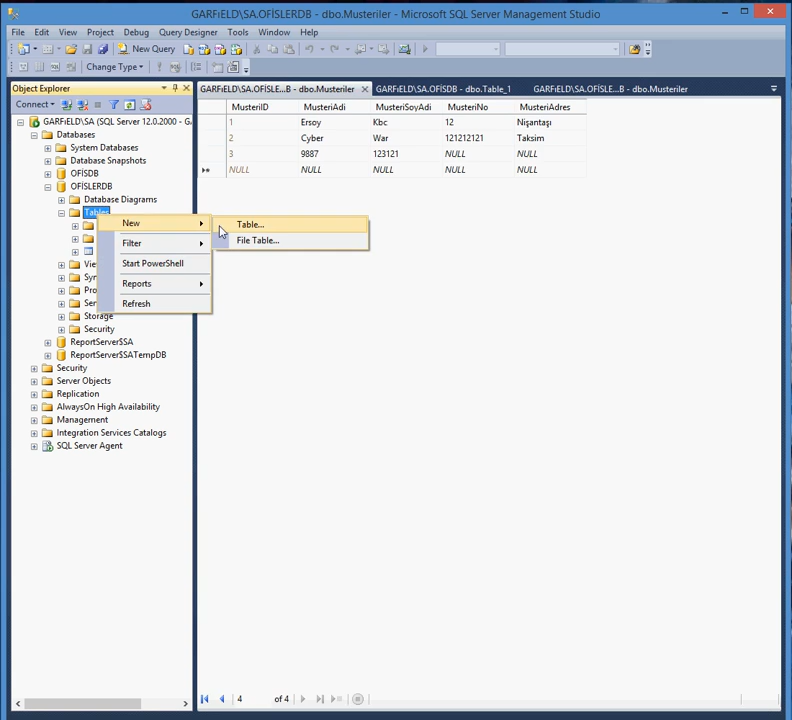 GARFiELD\SA.OFİSLERDB - dbo.Musteriler - Microsoft SQL Server Management Studio
File Edit View Project Debug Query Designer Tools Window Help
New Query
Change Type
Object Explorer
GARFiELD\SA.OFİSLE...B - dbo.Musteriler
GARFiELD\SA.OFİSDB - dbo.Table_1
GARFiELD\SA.OFİSLE...B - dbo.Musteriler
Connect
MusteriID MusteriAdi MusteriSoyAdi MusteriNo MusteriAdres
1 Ersoy Kbc 12 Nişantaşı
2 Cyber War 121212121 Taksim
3 9887 123121 NULL NULL
NULL NULL NULL NULL NULL
GARFiELD\SA (SQL Server 12.0.2000 - GA
Databases
System Databases
Database Snapshots
OFİSDB
OFİSLERDB
Database Diagrams
Tables
Vie
Syn
Pro
Ser
Storage
Security
ReportServer$SA
ReportServer$SATempDB
Security
Server Objects
Replication
AlwaysOn High Availability
Management
Integration Services Catalogs
SQL Server Agent
New
Filter
Start PowerShell
Reports
Refresh
Table...
File Table...
4 of 4